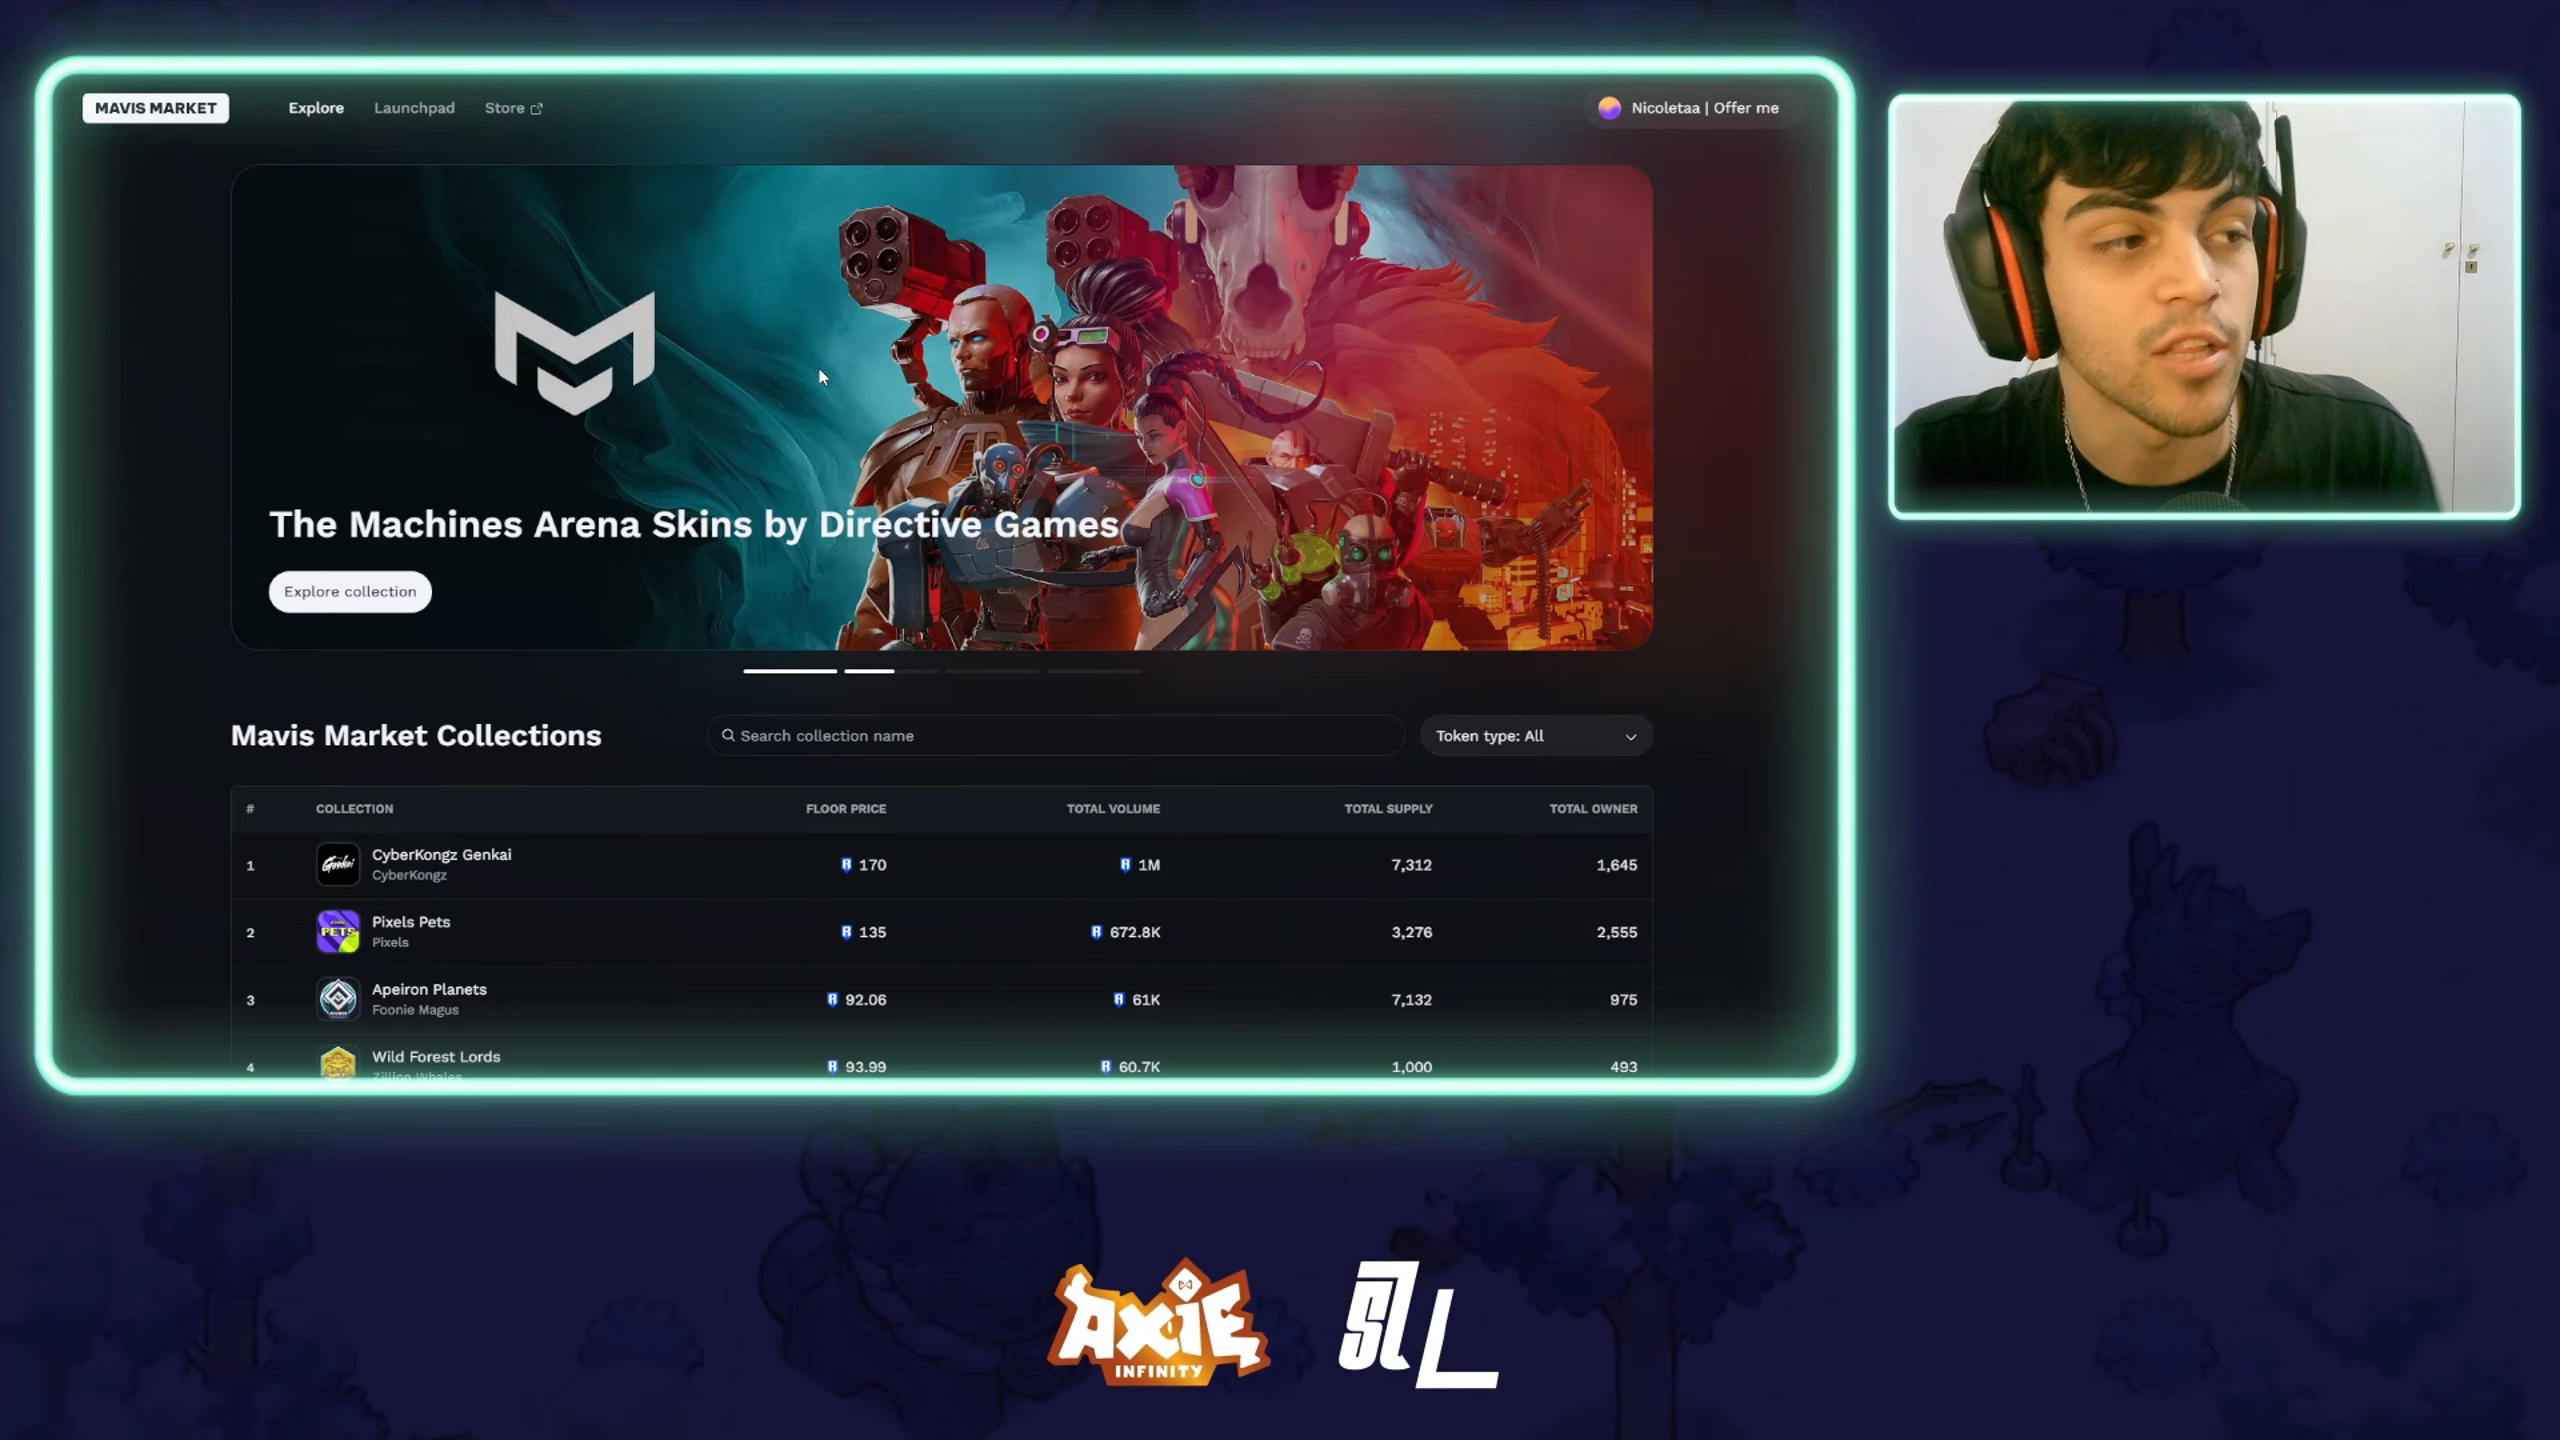 MAVIS MARKET
Explore Launchpad Store
Nicoletaa | Offer me
The Machines Arena Skins by Directive Games
Explore collection
Mavis Market Collections
Search collection name
Token type: All
# COLLECTION FLOOR PRICE TOTAL VOLUME TOTAL SUPPLY TOTAL OWNER
1 CyberKongz Genkai 170 1M 7,312 1,645
CyberKongz
Genkai
2 Pixels Pets 135 672.8K 3,276 2,555
Pixels
PETS
3 Apeiron Planets 92.06 61K 7,132 975
Foonie Magus
4 Wild Forest Lords 93.99 60.7K 1,000 493
Zillion Whales
AXIE
INFINITY